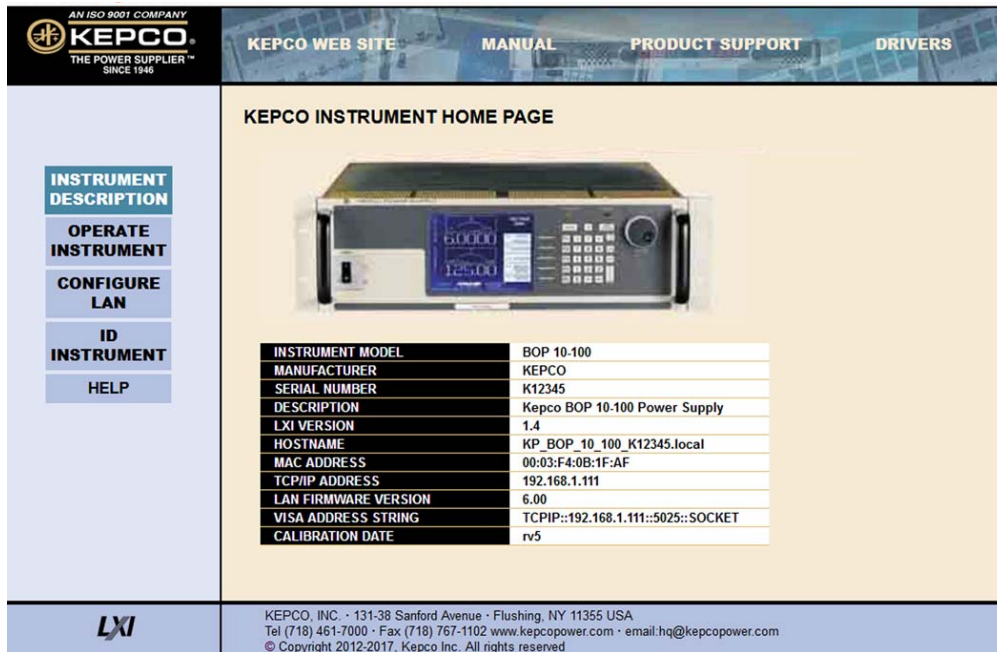 AN ISO 9001 COMPANY
KEPCO®
THE POWER SUPPLIER™
SINCE 1946
KEPCO WEB SITE MANUAL PRODUCT SUPPORT DRIVERS
KEPCO INSTRUMENT HOME PAGE
INSTRUMENT
DESCRIPTION
OPERATE
INSTRUMENT
CONFIGURE
LAN
ID
INSTRUMENT
HELP
6.0000
125.00
INSTRUMENT MODEL BOP 10-100
MANUFACTURER KEPCO
SERIAL NUMBER K12345
DESCRIPTION Kepco BOP 10-100 Power Supply
LXI VERSION 1.4
HOSTNAME KP_BOP_10_100_K12345.local
MAC ADDRESS 00:03:F4:0B:1F:AF
TCP/IP ADDRESS 192.168.1.111
LAN FIRMWARE VERSION 6.00
VISA ADDRESS STRING TCPIP::192.168.1.111::5025::SOCKET
CALIBRATION DATE rv5
LXI
KEPCO, INC. · 131-38 Sanford Avenue · Flushing, NY 11355 USA
Tel (718) 461-7000 · Fax (718) 767-1102 www.kepcopower.com · email:hq@kepcopower.com
© Copyright 2012-2017, Kepco Inc. All rights reserved